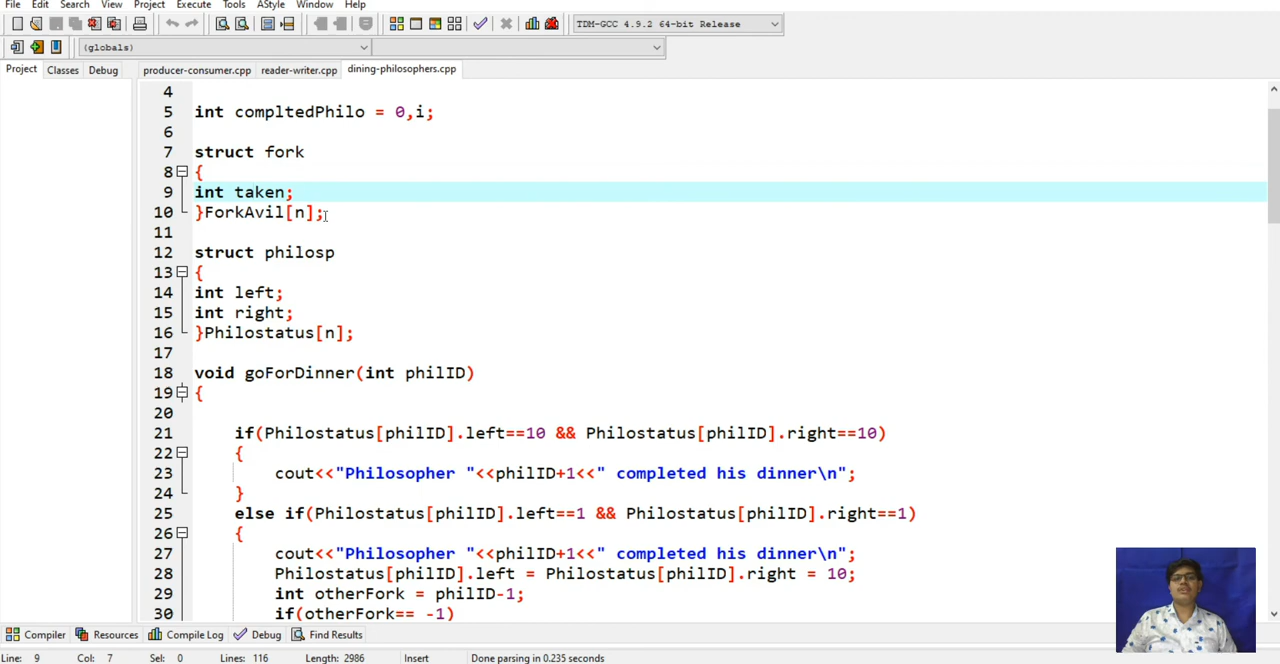 File Edit Search View Project Execute Tools AStyle Window Help
TDM-GCC 4.9.2 64-bit Release
(globals)
Project Classes Debug producer-consumer.cpp reader-writer.cpp dining-philosophers.cpp
4
5 int compltedPhilo = 0,i;
6
7 struct fork
8 {
9 int taken;
10 }ForkAvil[n];
11
12 struct philosp
13 {
14 int left;
15 int right;
16 }Philostatus[n];
17
18 void goForDinner(int philID)
19 {
20
21 if(Philostatus[philID].left==10 && Philostatus[philID].right==10)
22 {
23 cout<<"Philosopher "<<philID+1<<" completed his dinner\n";
24 }
25 else if(Philostatus[philID].left==1 && Philostatus[philID].right==1)
26 {
27 cout<<"Philosopher "<<philID+1<<" completed his dinner\n";
28 Philostatus[philID].left = Philostatus[philID].right = 10;
29 int otherFork = philID-1;
30 if(otherFork== -1)
Compiler Resources Compile Log Debug Find Results
Line: 9 Col: 7 Sel: 0 Lines: 116 Length: 2986 Insert Done parsing in 0.235 seconds